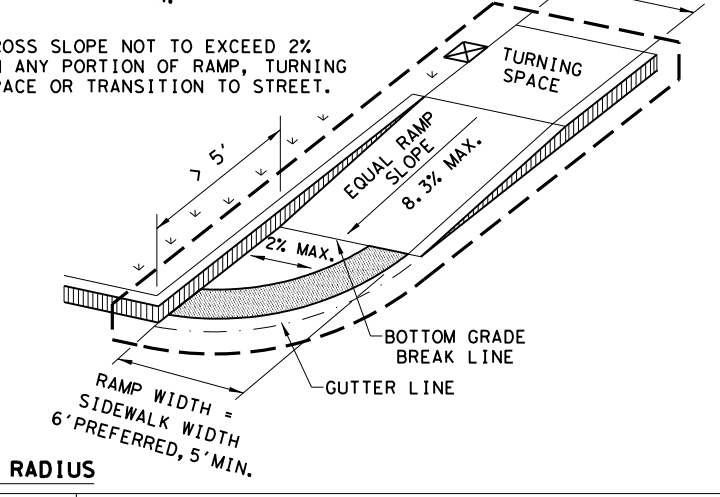 ROSS SLOPE NOT TO EXCEED 2%
ANY PORTION OF RAMP, TURNING
PACE OR TRANSITION TO STREET.
TURNING
SPACE
> 5'
EQUAL RAMP
SLOPE
8.3% MAX.
2% MAX.
BOTTOM GRADE
BREAK LINE
GUTTER LINE
RAMP WIDTH =
SIDEWALK WIDTH
6' PREFERRED, 5' MIN.
RADIUS